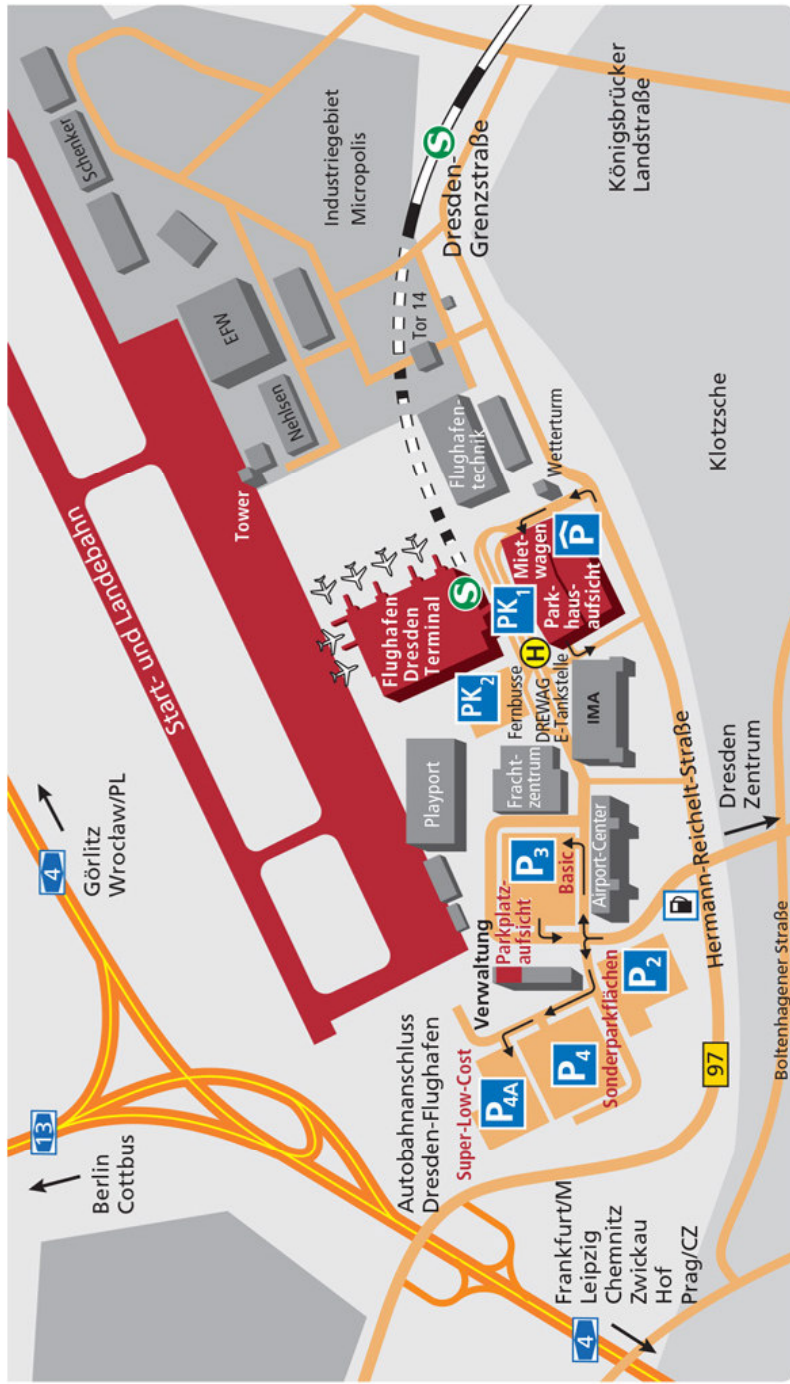 13
Berlin
Cottbus
4
Görlitz
Wrocław/PL
Start- und Landebahn
Schenker
EFW
Nehlsen
Tower
Industriegebiet
Micropolis
Autobahnanschluss
Dresden-Flughafen
Playport
Flughafen
Dresden
Terminal
S
Flughafen-
technik
Tor 14
S
Dresden-
Grenzstraße
Verwaltung
Parkplatz-
aufsicht
Fracht-
zentrum
PK2
Fernbusse
H
DREWAG
E-Tankstelle
PK1
Miet-
wagen
Park-
haus-
aufsicht
P
Wetterturm
Super-Low-Cost
P4A
P4
P3
Basic
Airport-Center
IMA
Sonderparkflächen
P2
Hermann-Reichelt-Straße
97
Dresden
Zentrum
Klotzsche
Königsbrücker
Landstraße
Boltenhagener Straße
4
Frankfurt/M
Leipzig
Chemnitz
Zwickau
Hof
Prag/CZ